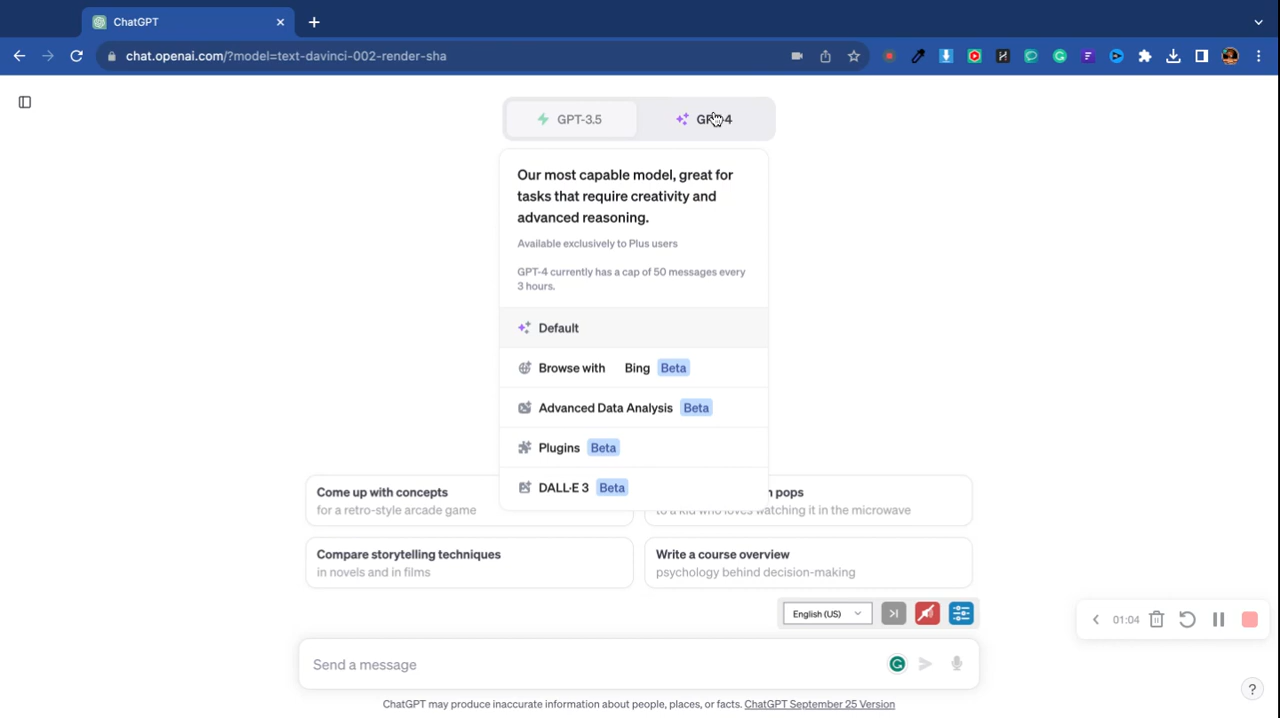 ChatGPT
chat.openai.com/?model=text-davinci-002-render-sha
GPT-3.5
Our most capable model, great for
tasks that require creativity and
advanced reasoning.
Available exclusively to Plus users
GPT-4 currently has a cap of 50 messages every
3 hours.
Default
Browse with Bing Beta
Advanced Data Analysis Beta
Plugins Beta
DALL·E 3 Beta
Come up with concepts
for a retro-style arcade game
pops
to a kid who loves watching it in the microwave
Compare storytelling techniques
in novels and in films
Write a course overview
psychology behind decision-making
English (US)
01:04
Send a message
ChatGPT may produce inaccurate information about people, places, or facts. ChatGPT September 25 Version
?